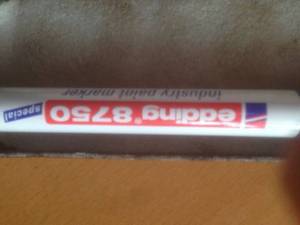 edding® 8750
industry paint marker
special